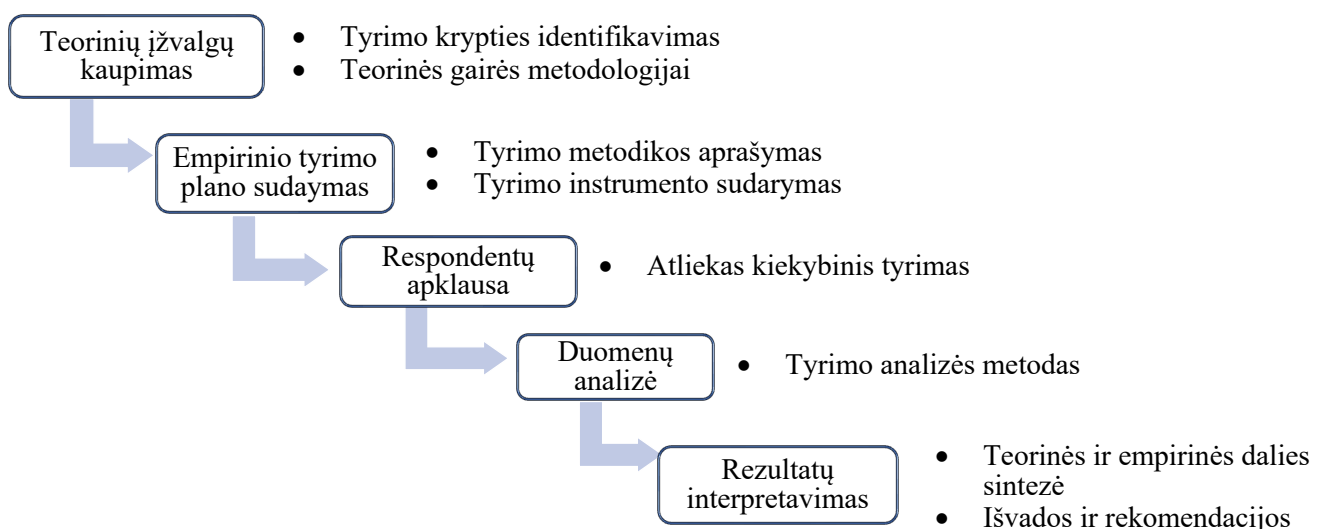 Teorinių įžvalgų
kaupimas
• Tyrimo krypties identifikavimas
• Teorinės gairės metodologijai
Empirinio tyrimo
plano sudaymas
• Tyrimo metodikos aprašymas
• Tyrimo instrumento sudarymas
Respondentų
apklausa
• Atliekas kiekybinis tyrimas
Duomenų
analizė
• Tyrimo analizės metodas
Rezultatų
interpretavimas
• Teorinės ir empirinės dalies
sintezė
• Išvados ir rekomendacijos